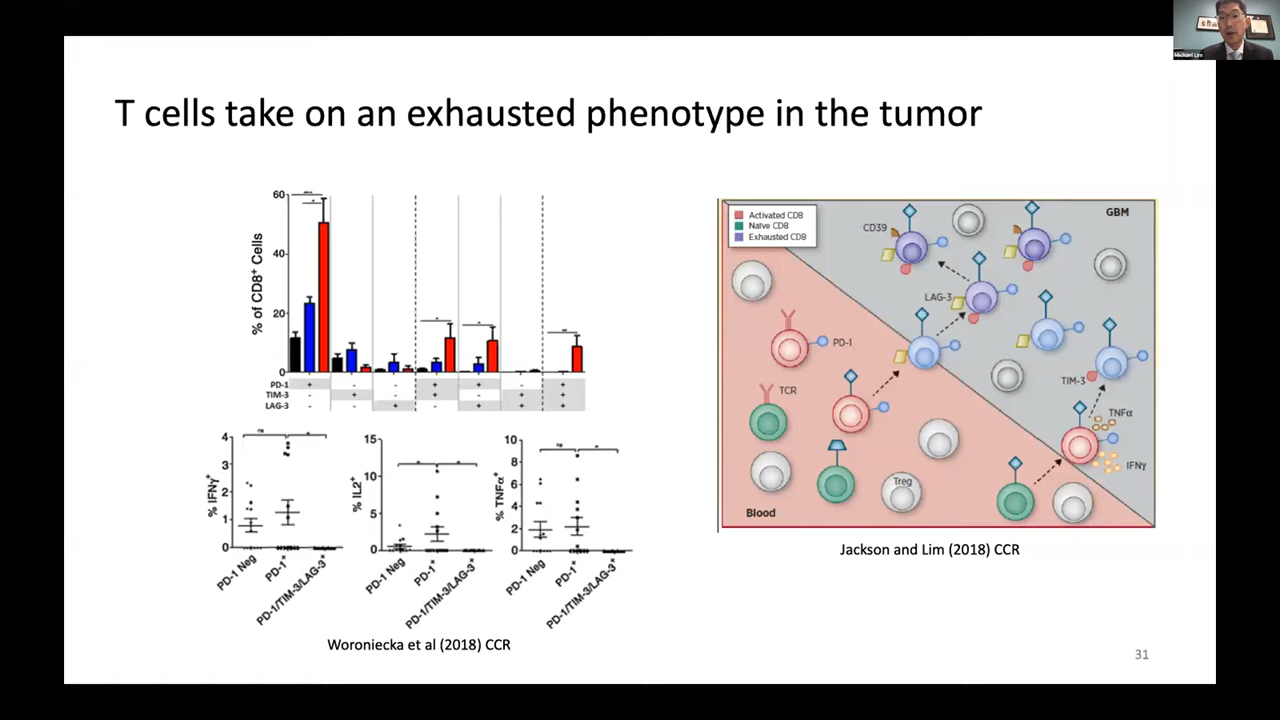 Michael Lim
T cells take on an exhausted phenotype in the tumor
% of CD8+ Cells
60
40
20
0
PD-1 + - - + + - +
TIM-3 - + - + - + +
LAG-3 - - + - + + +
% IFNγ+
4
3
2
1
0
ns
*
PD-1 Neg
PD-1+
PD-1/TIM-3/LAG-3+
% IL2+
15
10
5
0
*
*
PD-1 Neg
PD-1+
PD-1/TIM-3/LAG-3+
% TNFα+
10
8
6
4
2
0
ns
*
PD-1 Neg
PD-1+
PD-1/TIM-3/LAG-3+
Woroniecka et al (2018) CCR
Activated CD8
Naïve CD8
Exhausted CD8
GBM
CD39
LAG-3
PD-1
TCR
TIM-3
TNFα
IFNγ
Treg
Blood
Jackson and Lim (2018) CCR
31